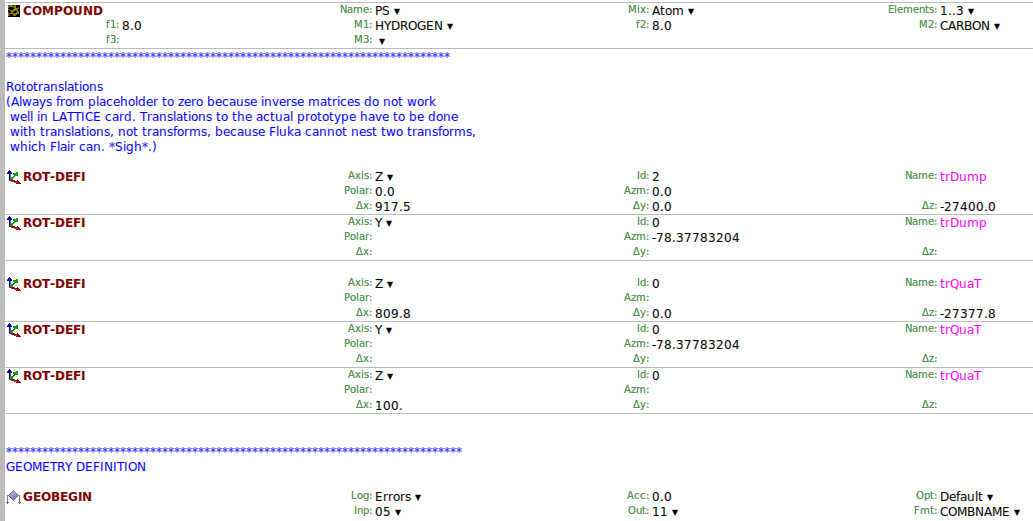 COMPOUND Name: PS ▼ Mix: Atom ▼ Elements: 1..3 ▼
f1: 8.0 M1: HYDROGEN ▼ f2: 8.0 M2: CARBON ▼
f3: M3: ▼
**************************************************************************
Rototranslations
(Always from placeholder to zero because inverse matrices do not work
well in LATTICE card. Translations to the actual prototype have to be done
with translations, not transforms, because Fluka cannot nest two transforms,
which Flair can. *Sigh*.)
ROT-DEFI Axis: Z ▼ Id: 2 Name: trDump
Polar: 0.0 Azm: 0.0
Δx: 917.5 Δy: 0.0 Δz: -27400.0
ROT-DEFI Axis: Y ▼ Id: 0 Name: trDump
Polar: Azm: -78.37783204
Δx: Δy: Δz:
ROT-DEFI Axis: Z ▼ Id: 0 Name: trQuaT
Polar: Azm:
Δx: 809.8 Δy: 0.0 Δz: -27377.8
ROT-DEFI Axis: Y ▼ Id: 0 Name: trQuaT
Polar: Azm: -78.37783204
Δx: Δy: Δz:
ROT-DEFI Axis: Z ▼ Id: 0 Name: trQuaT
Polar: Azm:
Δx: 100. Δy: Δz:
****************************************************************************
GEOMETRY DEFINITION
GEOBEGIN Log: Errors ▼ Acc: 0.0 Opt: Default ▼
Inp: 05 ▼ Out: 11 ▼ Fmt: COMBNAME ▼